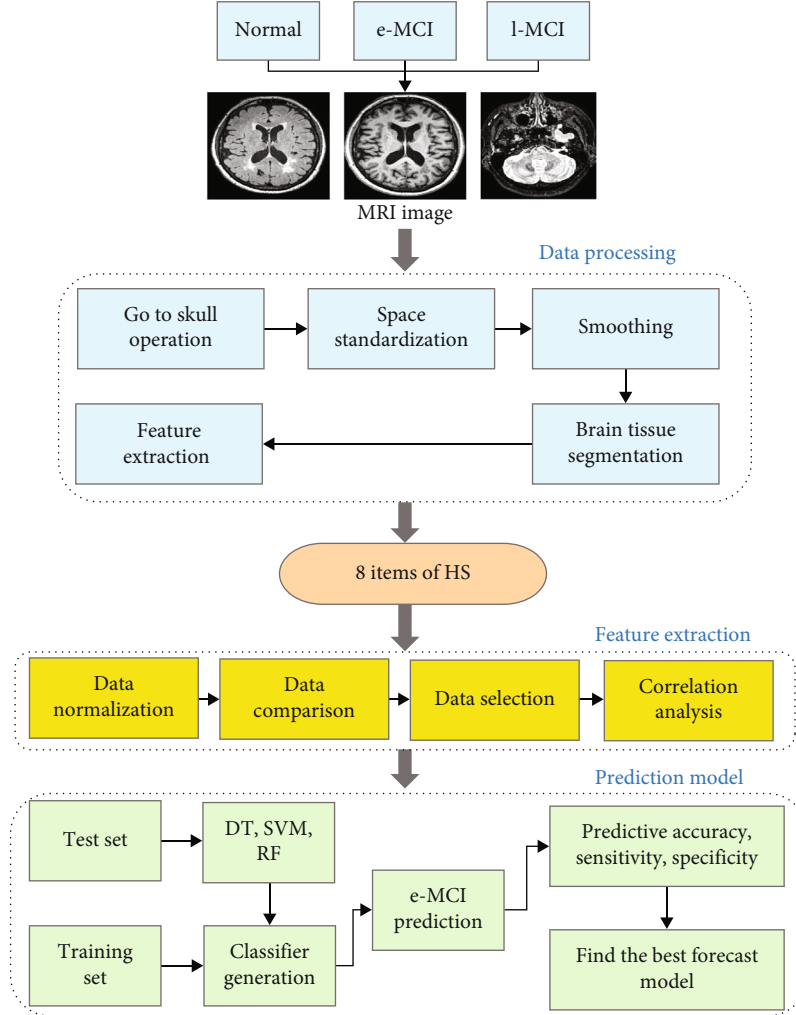 Normal
e-MCI
l-MCI
MRI image
Data processing
Go to skull
operation
Space
standardization
Smoothing
Feature
extraction
Brain tissue
segmentation
8 items of HS
Feature extraction
Data
normalization
Data
comparison
Data selection
Correlation
analysis
Prediction model
Test set
DT, SVM,
RF
Predictive accuracy,
sensitivity, specificity
e-MCI
prediction
Training
set
Classifier
generation
Find the best forecast
model